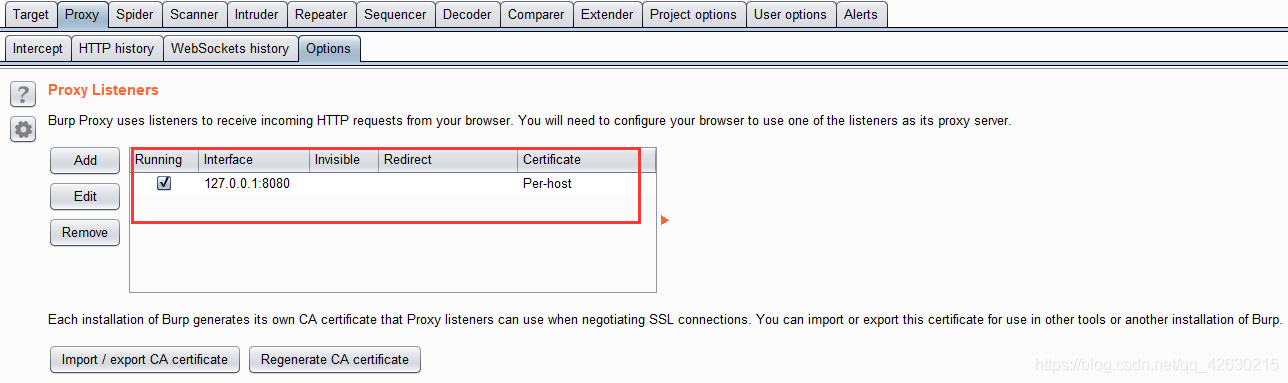 Target Proxy Spider Scanner Intruder Repeater Sequencer Decoder Comparer Extender Project options User options Alerts
Intercept HTTP history WebSockets history Options
? Proxy Listeners
Burp Proxy uses listeners to receive incoming HTTP requests from your browser. You will need to configure your browser to use one of the listeners as its proxy server.
Add Running Interface Invisible Redirect Certificate
127.0.0.1:8080 Per-host
Edit
Remove
Each installation of Burp generates its own CA certificate that Proxy listeners can use when negotiating SSL connections. You can import or export this certificate for use in other tools or another installation of Burp.
Import / export CA certificate Regenerate CA certificate
https://blog.csdn.net/qq_42630215